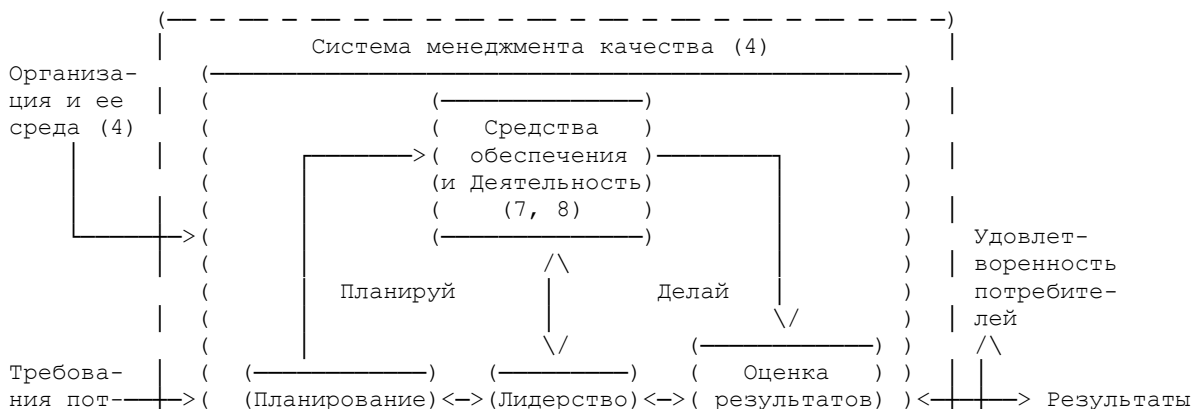 Система менеджмента качества (4)
Организа-
ция и ее
среда (4)
Средства
обеспечения
и Деятельность
(7, 8)
Удовлет-
воренность
потребите-
лей
Планируй
Делай
Требова-
ния пот-
Планирование
Лидерство
Оценка
результатов
Результаты